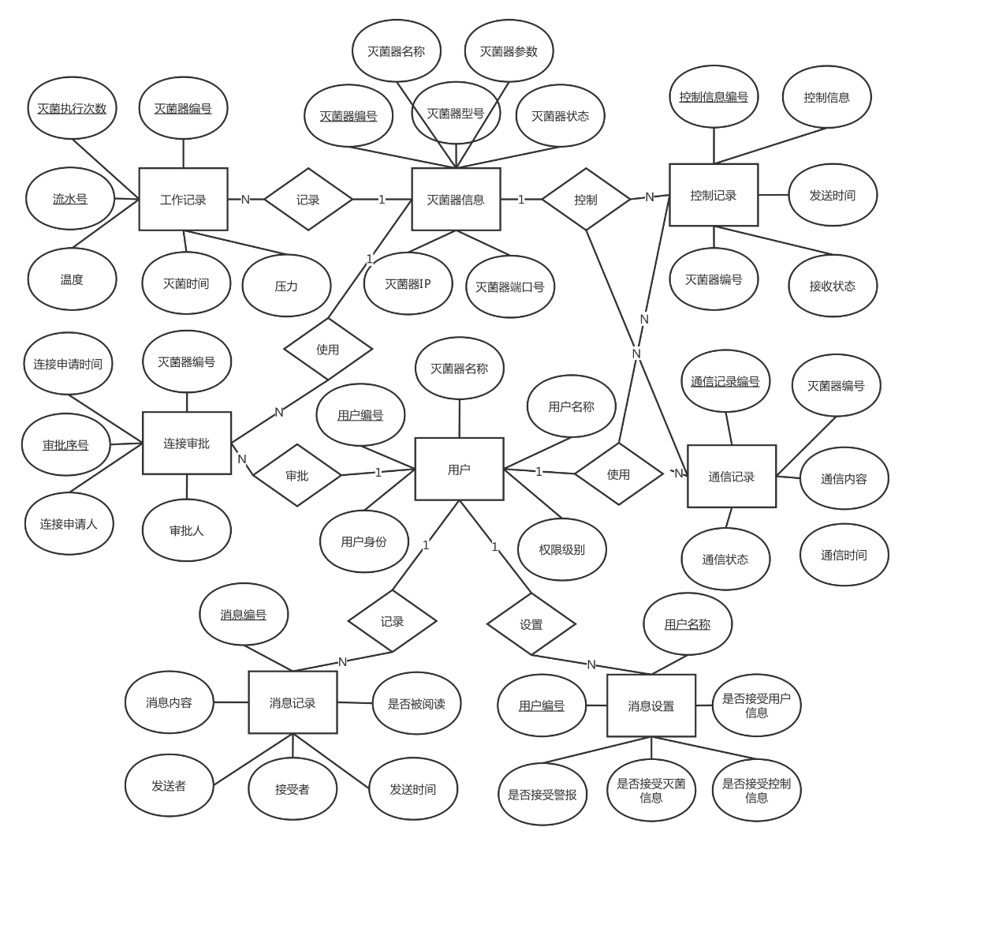 灭菌器名称
灭菌器参数
灭菌执行次数
灭菌器编号
灭菌器编号
灭菌器型号
灭菌器状态
控制信息编号
控制信息
流水号
工作记录
N
记录
1
灭菌器信息
1
控制
N
控制记录
发送时间
温度
灭菌时间
压力
1
灭菌器IP
灭菌器端口号
灭菌器编号
接收状态
N
连接申请时间
灭菌器编号
使用
灭菌器名称
N
通信记录编号
灭菌器编号
用户编号
用户名称
N
审批序号
连接审批
N
审批
1
用户
1
使用
N
通信记录
通信内容
连接申请人
审批人
用户身份
1
1
权限级别
通信状态
通信时间
消息编号
记录
设置
用户名称
N
N
消息内容
消息记录
是否被阅读
用户编号
消息设置
是否接受用户
信息
发送者
接受者
发送时间
是否接受警报
是否接受灭菌
信息
是否接受控制
信息